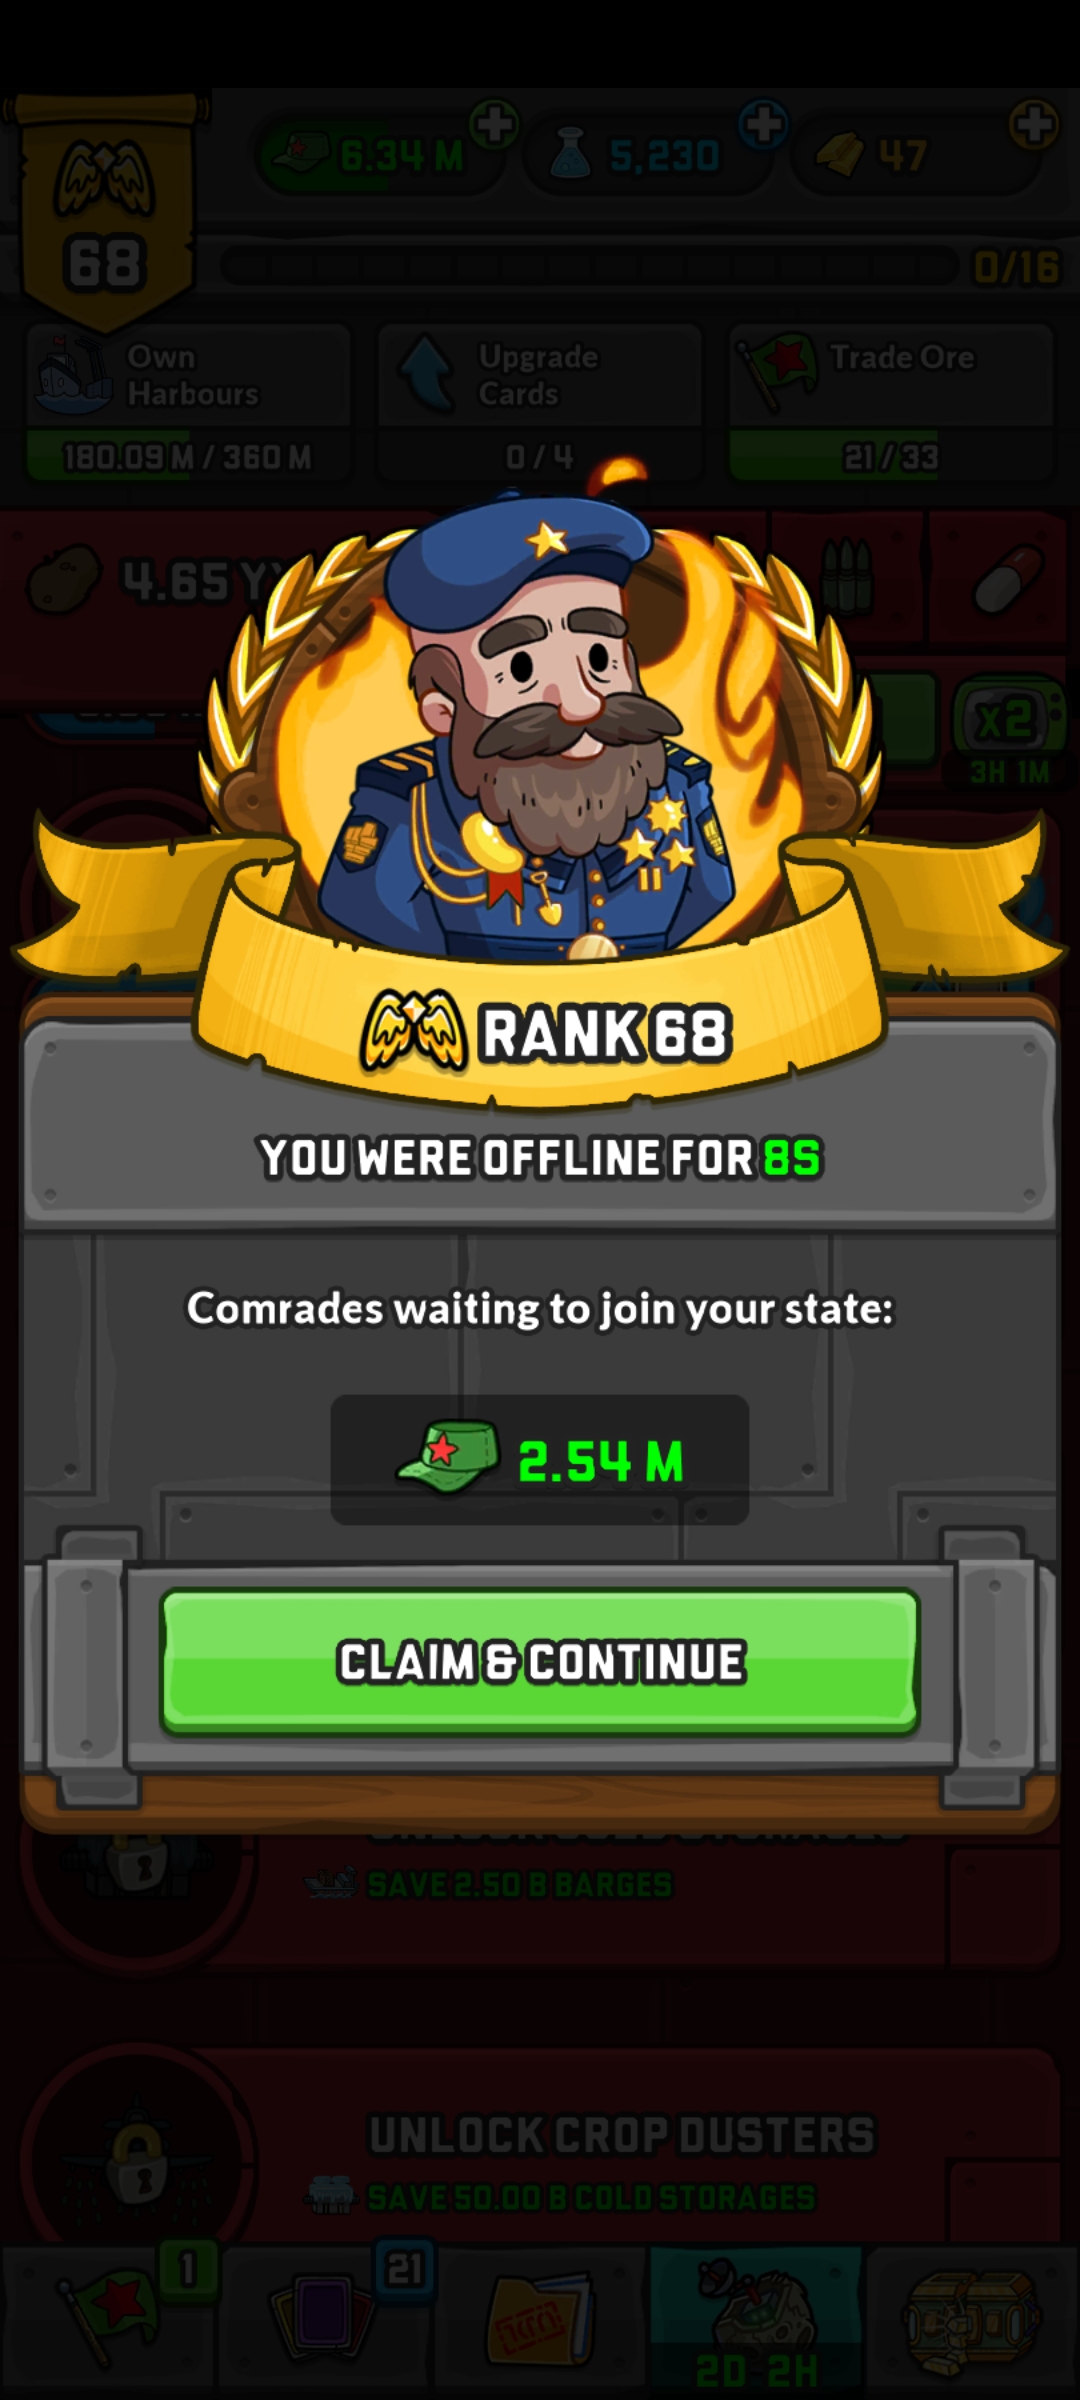 6.34 M
5,230
47
68
0/16
Own
Harbours
Upgrade
Cards
Trade Ore
180.09 M / 360 M
0 / 4
21 / 33
4.65
x2
3H 1M
RANK 68
YOU WERE OFFLINE FOR 8S
Comrades waiting to join your state:
2.54 M
CLAIM & CONTINUE
SAVE 2.50 B BARGES
UNLOCK CROP DUSTERS
SAVE 50.00 B COLD STORAGES
1
21
2D 2H